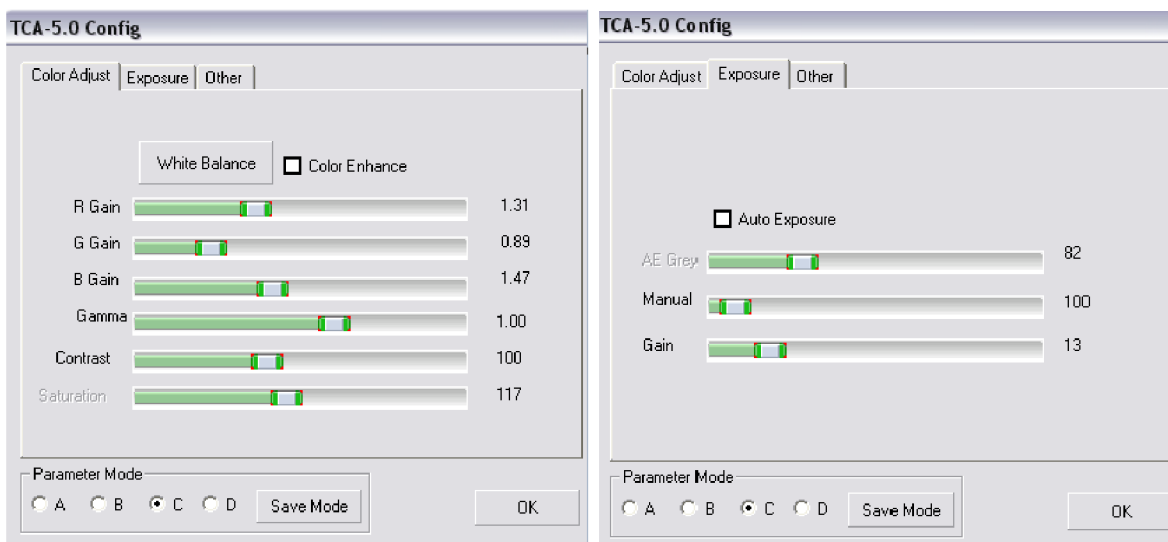 TCA-5.0 Config
Color Adjust Exposure Other
White Balance Color Enhance
R Gain 1.31
G Gain 0.89
B Gain 1.47
Gamma 1.00
Contrast 100
Saturation 117
Parameter Mode
A B C D Save Mode OK
TCA-5.0 Config
Color Adjust Exposure Other
Auto Exposure
AE Grey 82
Manual 100
Gain 13
Parameter Mode
A B C D Save Mode OK